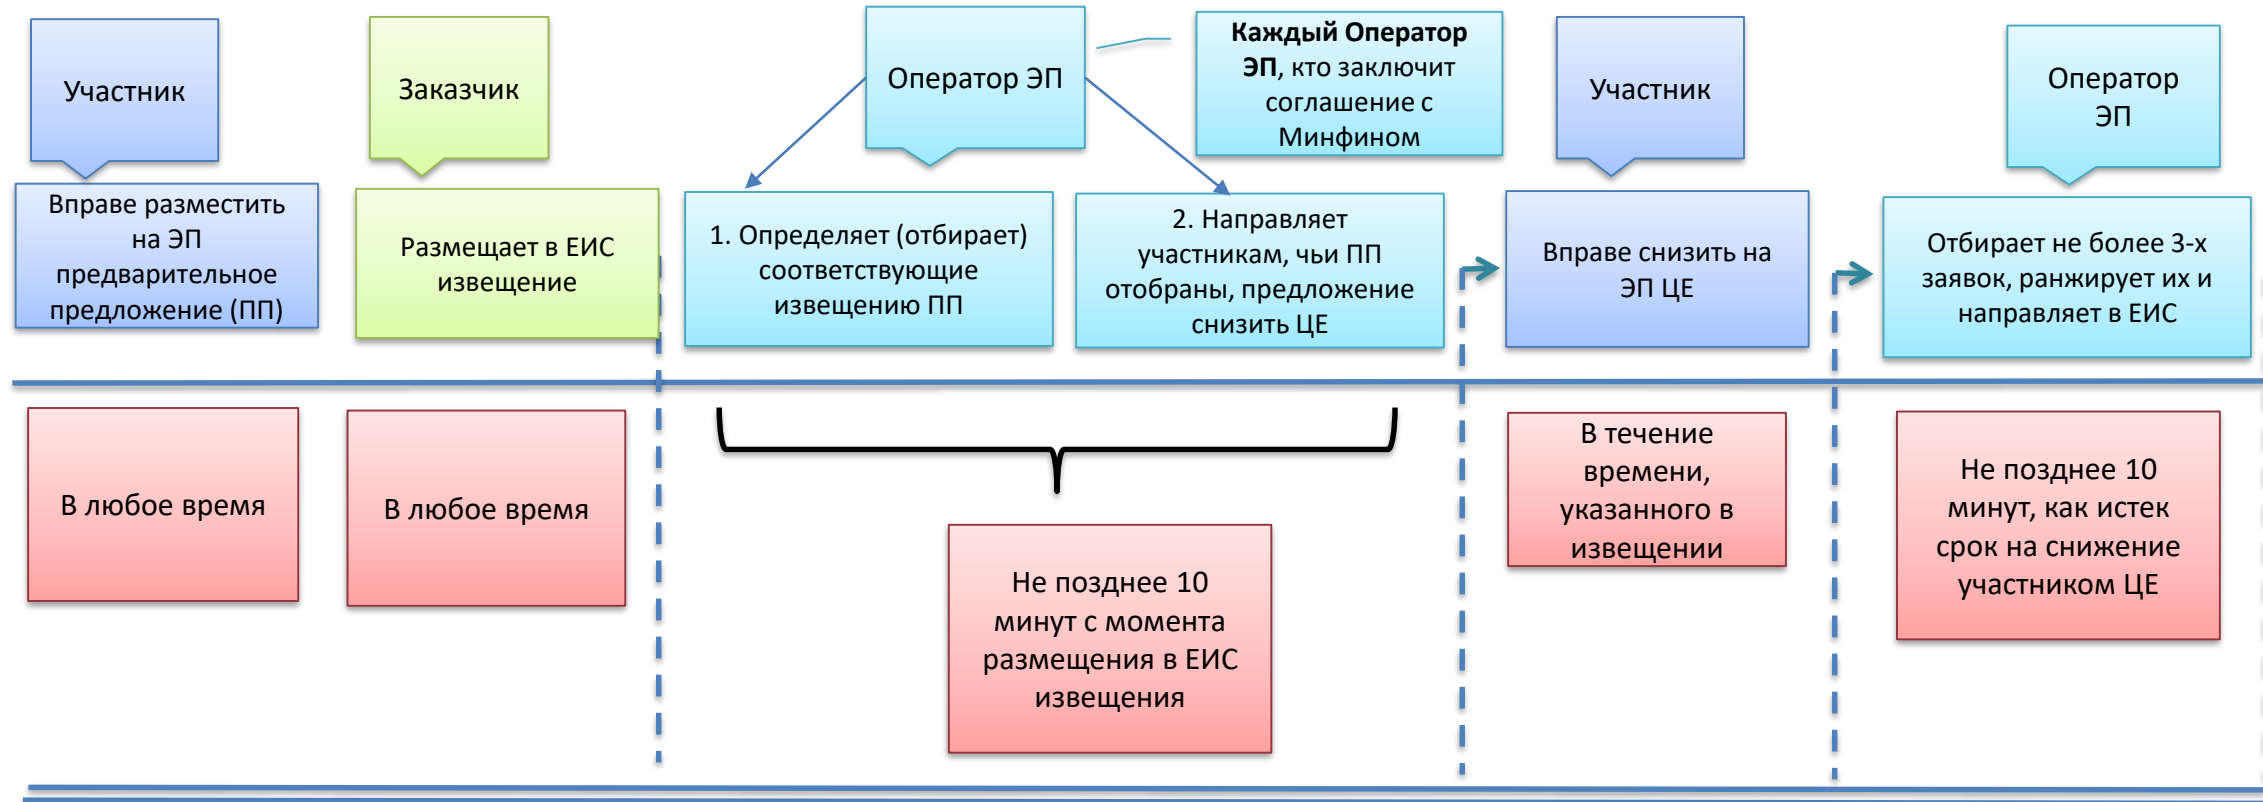 Участник
Заказчик
Оператор ЭП
Каждый Оператор
ЭП, кто заключит
соглашение с
Минфином
Участник
Оператор
ЭП
Вправе разместить
на ЭП
предварительное
предложение (ПП)
Размещает в ЕИС
извещение
1. Определяет (отбирает)
соответствующие
извещению ПП
2. Направляет
участникам, чьи ПП
отобраны, предложение
снизить ЦЕ
Вправе снизить на
ЭП ЦЕ
Отбирает не более 3-х
заявок, ранжирует их и
направляет в ЕИС
В любое время
В любое время
Не позднее 10
минут с момента
размещения в ЕИС
извещения
В течение
времени,
указанного в
извещении
Не позднее 10
минут, как истек
срок на снижение
участником ЦЕ